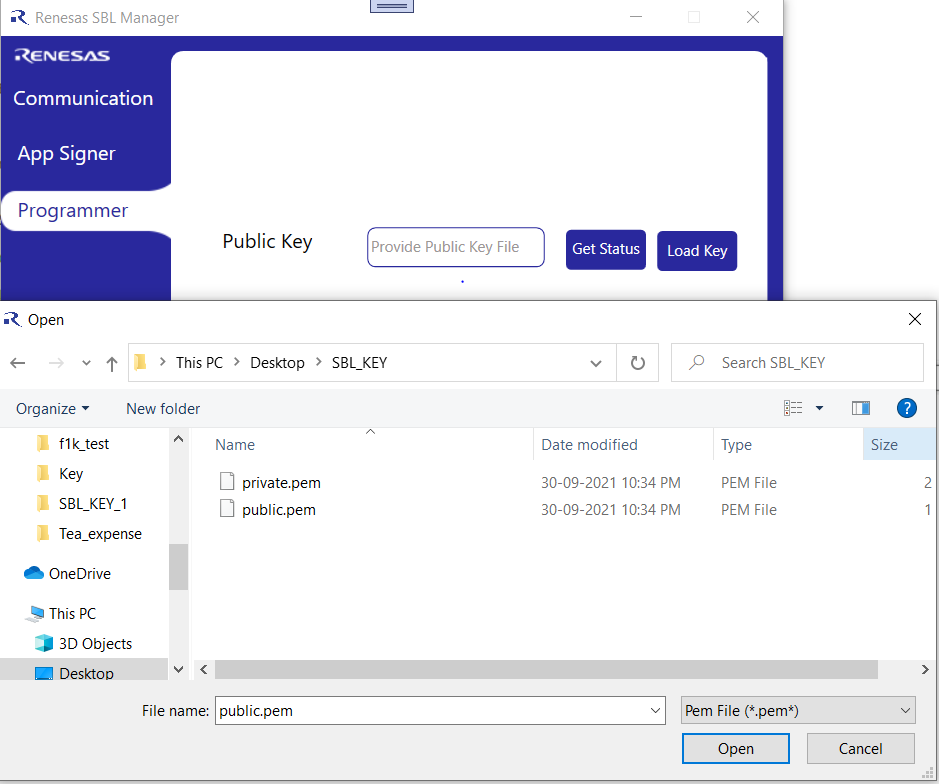 Renesas SBL Manager
RENESAS
Communication
App Signer
Programmer
Public Key
Provide Public Key File
Get Status
Load Key
Open
This PC > Desktop > SBL_KEY
Search SBL_KEY
Organize
New folder
?
Name
Date modified
Type
Size
f1k_test
Key
SBL_KEY_1
Tea_expense
OneDrive
This PC
3D Objects
Desktop
private.pem 30-09-2021 10:34 PM PEM File 2
public.pem 30-09-2021 10:34 PM PEM File 1
File name: public.pem
Pem File (*.pem*)
Open
Cancel